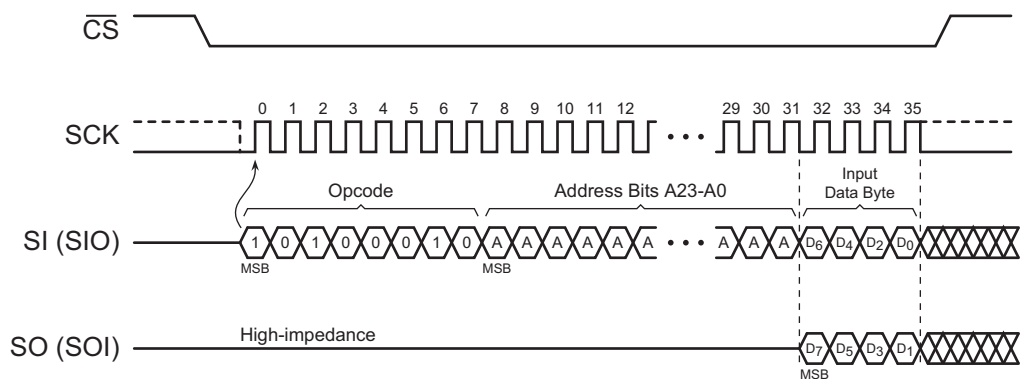 CS
0 1 2 3 4 5 6 7 8 9 10 11 12 29 30 31 32 33 34 35
SCK
Opcode Address Bits A23-A0 Input Data Byte
SI (SIO) 1 0 1 0 0 0 1 0 A A A A A A A A A D6 D4 D2 D0
MSB MSB
High-impedance
SO (SOI) D7 D5 D3 D1
MSB